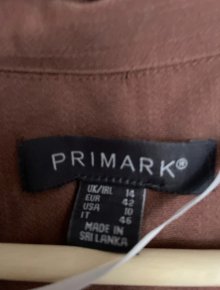 PRIMARK®
UK/IRL 14
EUR 42
USA 10
IT 46
MADE IN
SRI LANKA